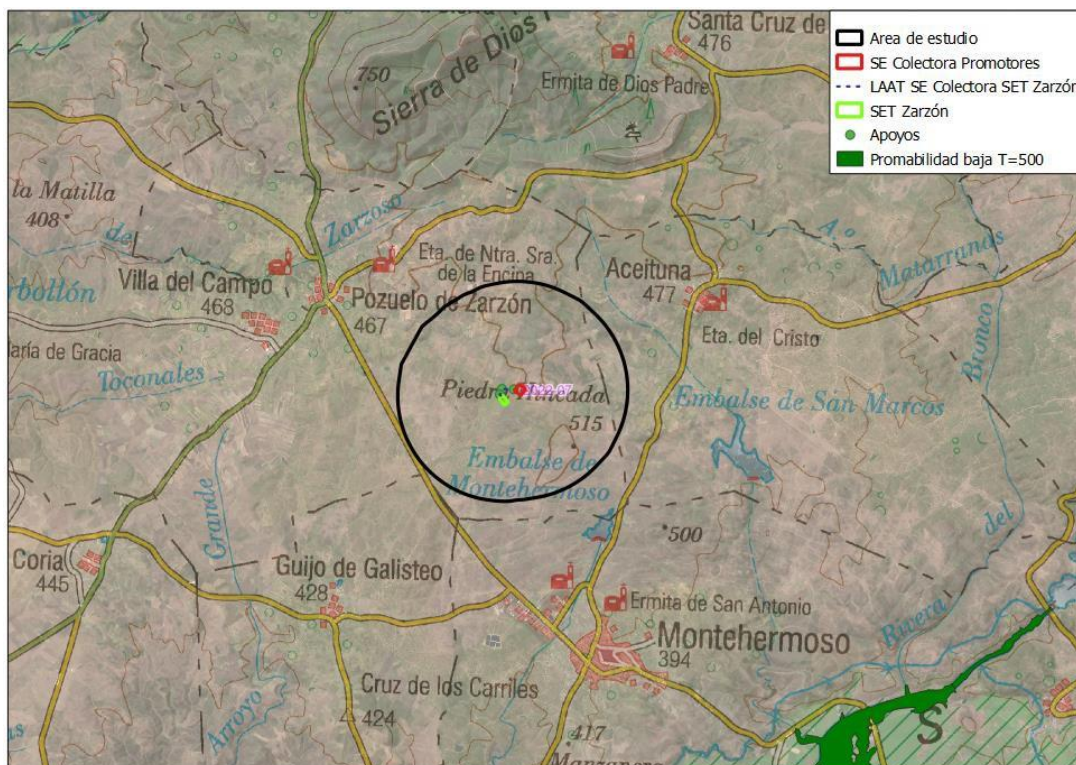 Santa Cruz de
476
Sierra de Dios
750
Ermita de Dios Padre
Area de estudio
SE Colectora Promotores
LAAT SE Colectora SET Zarzón
SET Zarzón
Apoyos
Promabilidad baja T=500
la Matilla
408
de
Zarzoso
Eta. de Ntra. Sra.
de la Encina
Aceituna
477
A.o
Matarranas
Villa del Campo
468
Pozuelo de Zarzón
467
Eta. del Cristo
Bronco
del
María de Gracia
Toconales
Piedra Hincada
515
Embalse de San Marcos
Embalse de
Montehermoso
500
Grande
Coria
445
Guijo de Galisteo
428
Ermita de San Antonio
Montehermoso
394
Rivera
Cruz de los Carriles
424
Arroyo
417
S